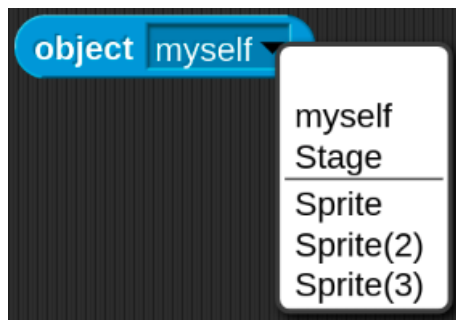 object myself
myself
Stage
Sprite
Sprite(2)
Sprite(3)